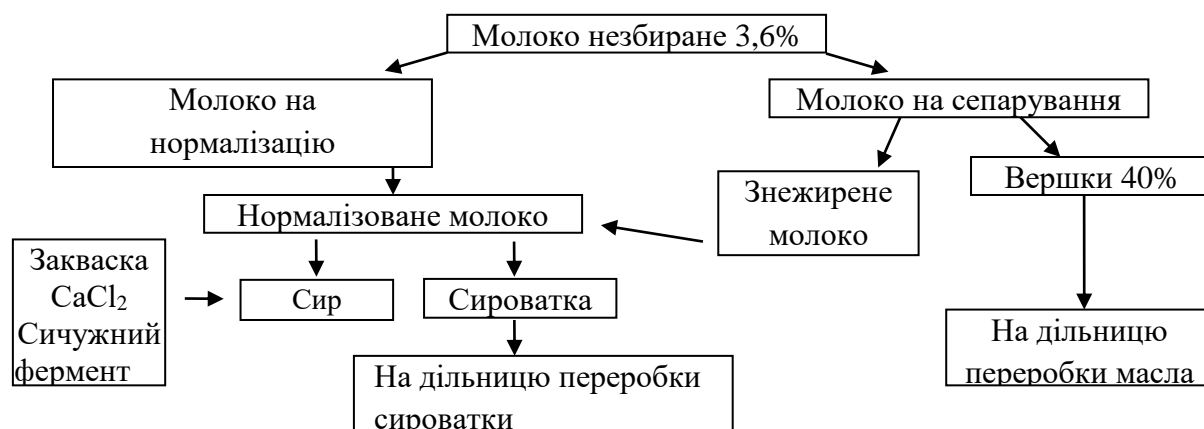 Молоко незбиране 3,6%
Молоко на
нормалізацію
Молоко на сепарування
Вершки 40%
Знежирене
молоко
Нормалізоване молоко
Закваска
CaCl₂
Сичужний
фермент
Сир
Сироватка
На дільницю
переробки масла
На дільницю переробки
сироватки